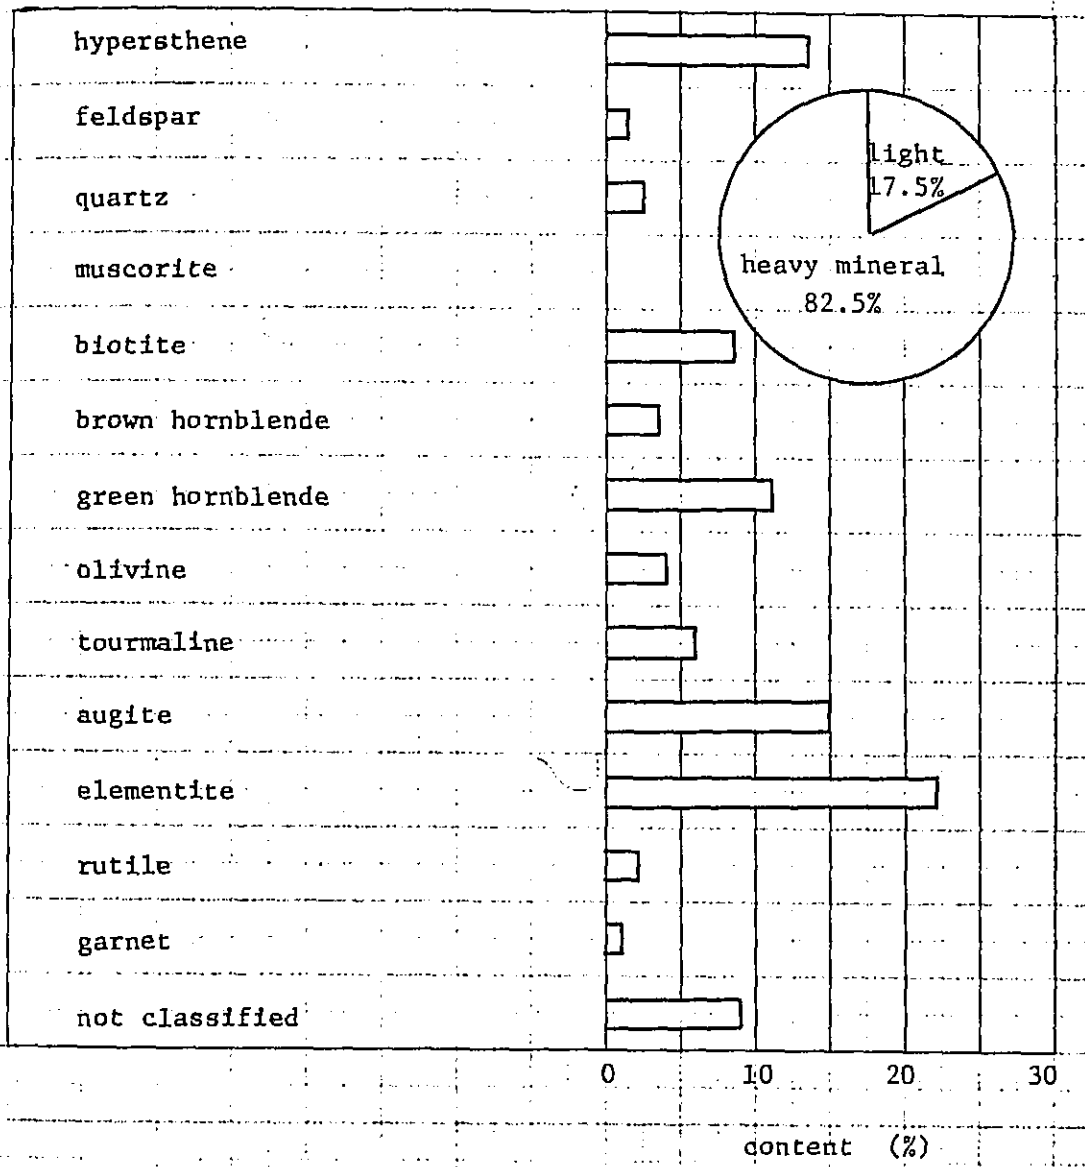 hypersthene
feldspar
quartz
muscorite
biotite
brown hornblende
green hornblende
olivine
tourmaline
augite
elementite
rutile
garnet
not classified
light
17.5%
heavy mineral
82.5%
0 10 20 30
content (%)